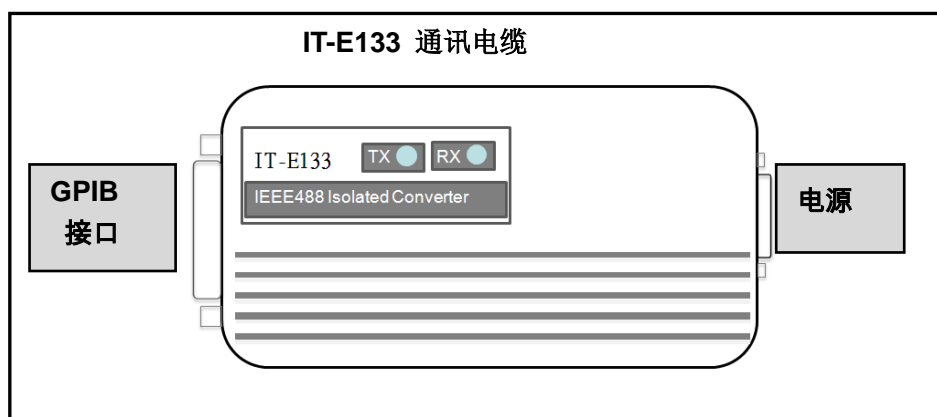 IT-E133 通讯电缆
IT-E133 TX RX
IEEE488 Isolated Converter
GPIB
接口
电源